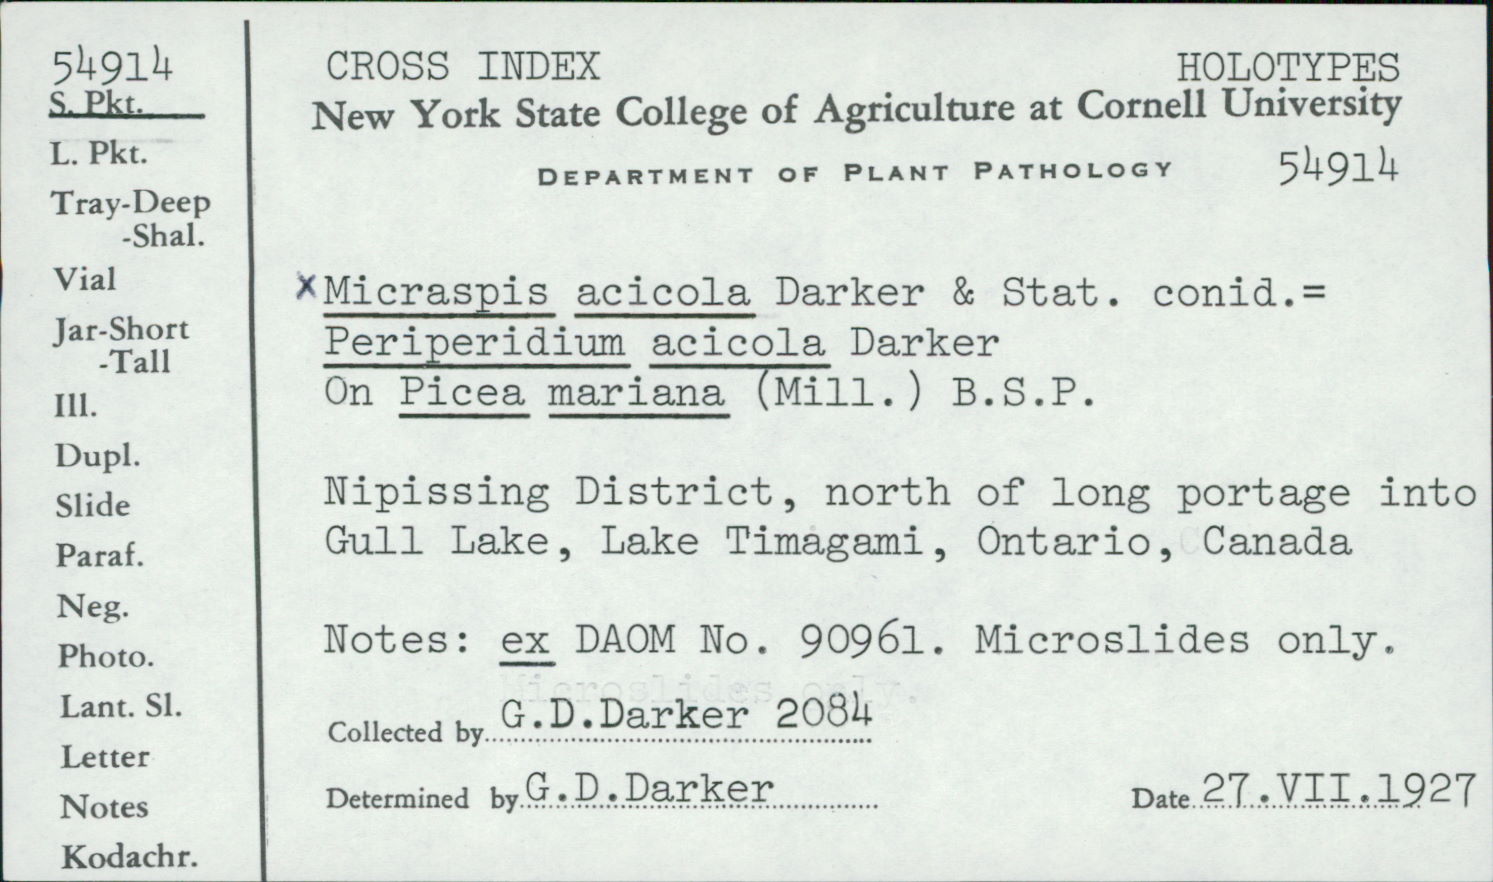 54914
S. Pkt.
L. Pkt.
Tray-Deep
-Shal.
Vial
Jar-Short
-Tall
Ill.
Dupl.
Slide
Paraf.
Neg.
Photo.
Lant. Sl.
Letter
Notes
Kodachr.
CROSS INDEX HOLOTYPES
New York State College of Agriculture at Cornell University
DEPARTMENT OF PLANT PATHOLOGY 54914
x Micraspis acicola Darker & Stat. conid.=
Periperidium acicola Darker
On Picea mariana (Mill.) B.S.P.
Nipissing District, north of long portage into
Gull Lake, Lake Timagami, Ontario, Canada
Notes: ex DAOM No. 90961. Microslides only.
Microslides only.
Collected by G.D.Darker 2084
Determined by G.D.Darker Date 27.VII.1927